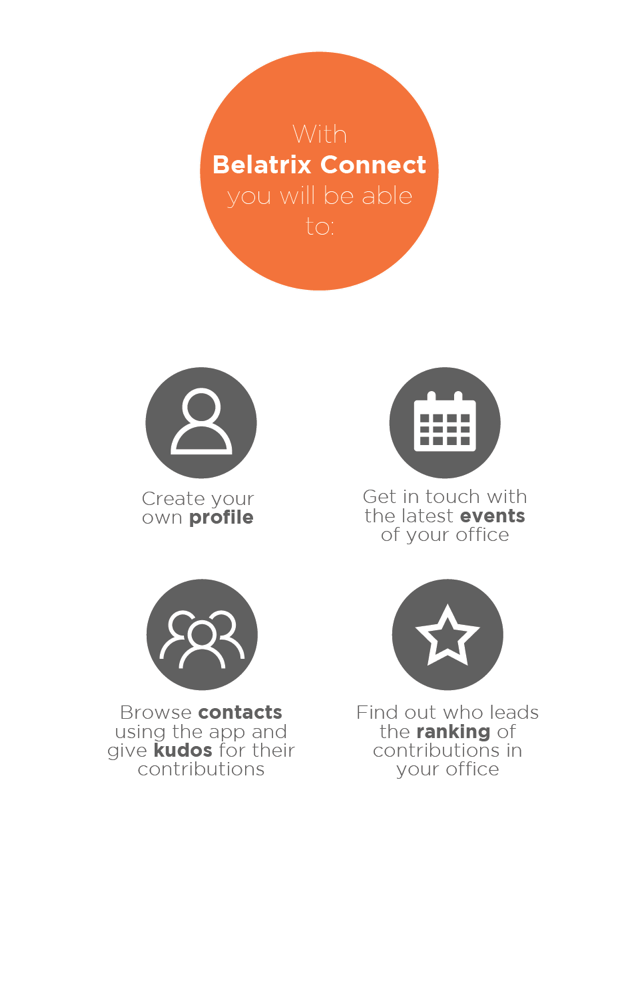 With
Belatrix Connect
you will be able
to:
Create your
own profile
Get in touch with
the latest events
of your office
Browse contacts
using the app and
give kudos for their
contributions
Find out who leads
the ranking of
contributions in
your office